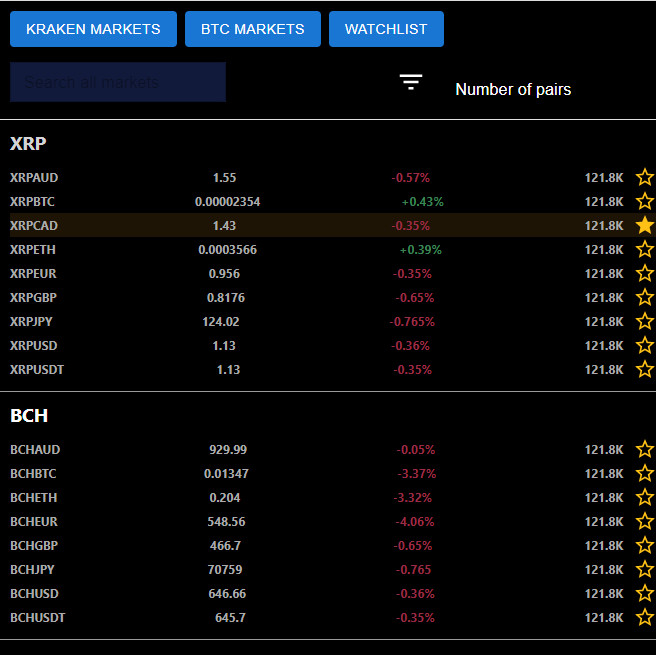 KRAKEN MARKETS BTC MARKETS WATCHLIST
Search all markets Number of pairs
XRP
XRPAUD 1.55 -0.57% 121.8K
XRPBTC 0.00002354 +0.43% 121.8K
XRPCAD 1.43 -0.35% 121.8K
XRPETH 0.0003566 +0.39% 121.8K
XRPEUR 0.956 -0.35% 121.8K
XRPGBP 0.8176 -0.65% 121.8K
XRPJPY 124.02 -0.765% 121.8K
XRPUSD 1.13 -0.36% 121.8K
XRPUSDT 1.13 -0.35% 121.8K
BCH
BCHAUD 929.99 -0.05% 121.8K
BCHBTC 0.01347 -3.37% 121.8K
BCHETH 0.204 -3.32% 121.8K
BCHEUR 548.56 -4.06% 121.8K
BCHGBP 466.7 -0.65% 121.8K
BCHJPY 70759 -0.765 121.8K
BCHUSD 646.66 -0.36% 121.8K
BCHUSDT 645.7 -0.35% 121.8K